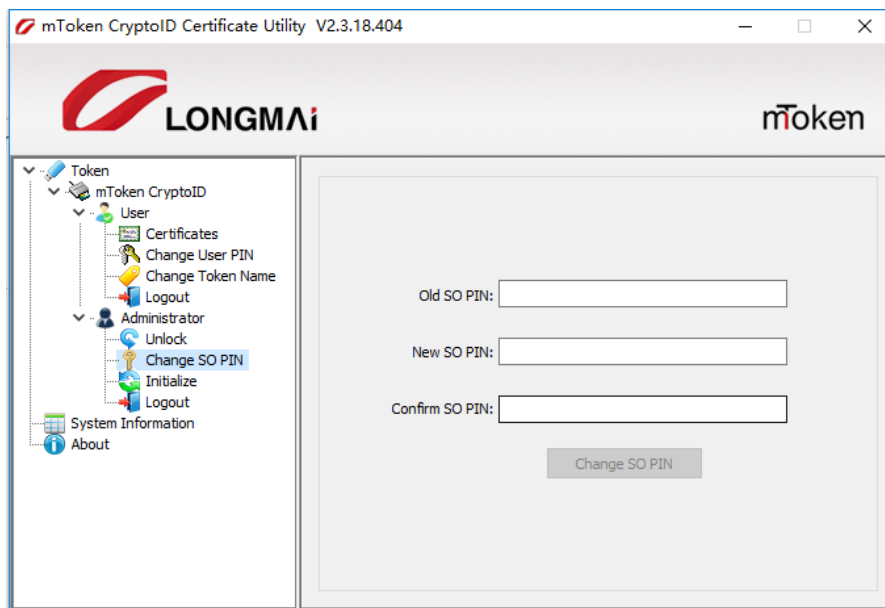 mToken CryptoID Certificate Utility V2.3.18.404
LONGMAi
mToken
Token
mToken CryptoID
User
Certificates
Change User PIN
Change Token Name
Logout
Administrator
Unlock
Change SO PIN
Initialize
Logout
System Information
About
Old SO PIN:
New SO PIN:
Confirm SO PIN:
Change SO PIN